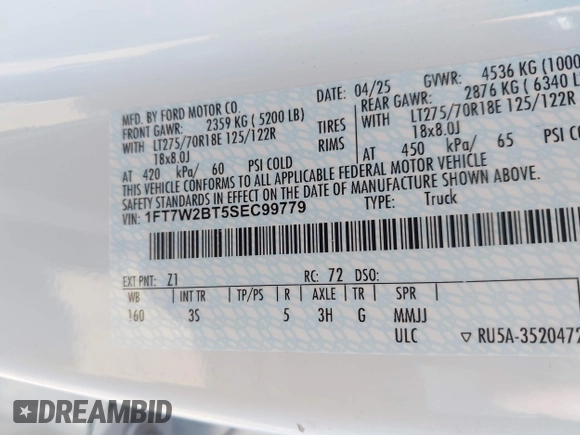 MFD. BY FORD MOTOR CO.
DATE: 04/25 GVWR: 4536 KG (1000
FRONT GAWR: 2359 KG ( 5200 LB) REAR GAWR: 2876 KG ( 6340 L
WITH LT275/70R18E 125/122R TIRES WITH LT275/70R18E 125/122R
18x8.0J RIMS 18x8.0J
AT 420 kPa/ 60 PSI COLD AT 450 kPa/ 65 PSI CO
THIS VEHICLE CONFORMS TO ALL APPLICABLE FEDERAL MOTOR VEHICLE
SAFETY STANDARDS IN EFFECT ON THE DATE OF MANUFACTURE SHOWN ABOVE.
VIN: 1FT7W2BT5SEC99779 TYPE: Truck
EXT PNT: Z1 RC: 72 DSO:
WB INT TR TP/PS R AXLE TR SPR
160 3S 5 3H G MMJJ
ULC ▽ RU5A-3520472
DREAMBID